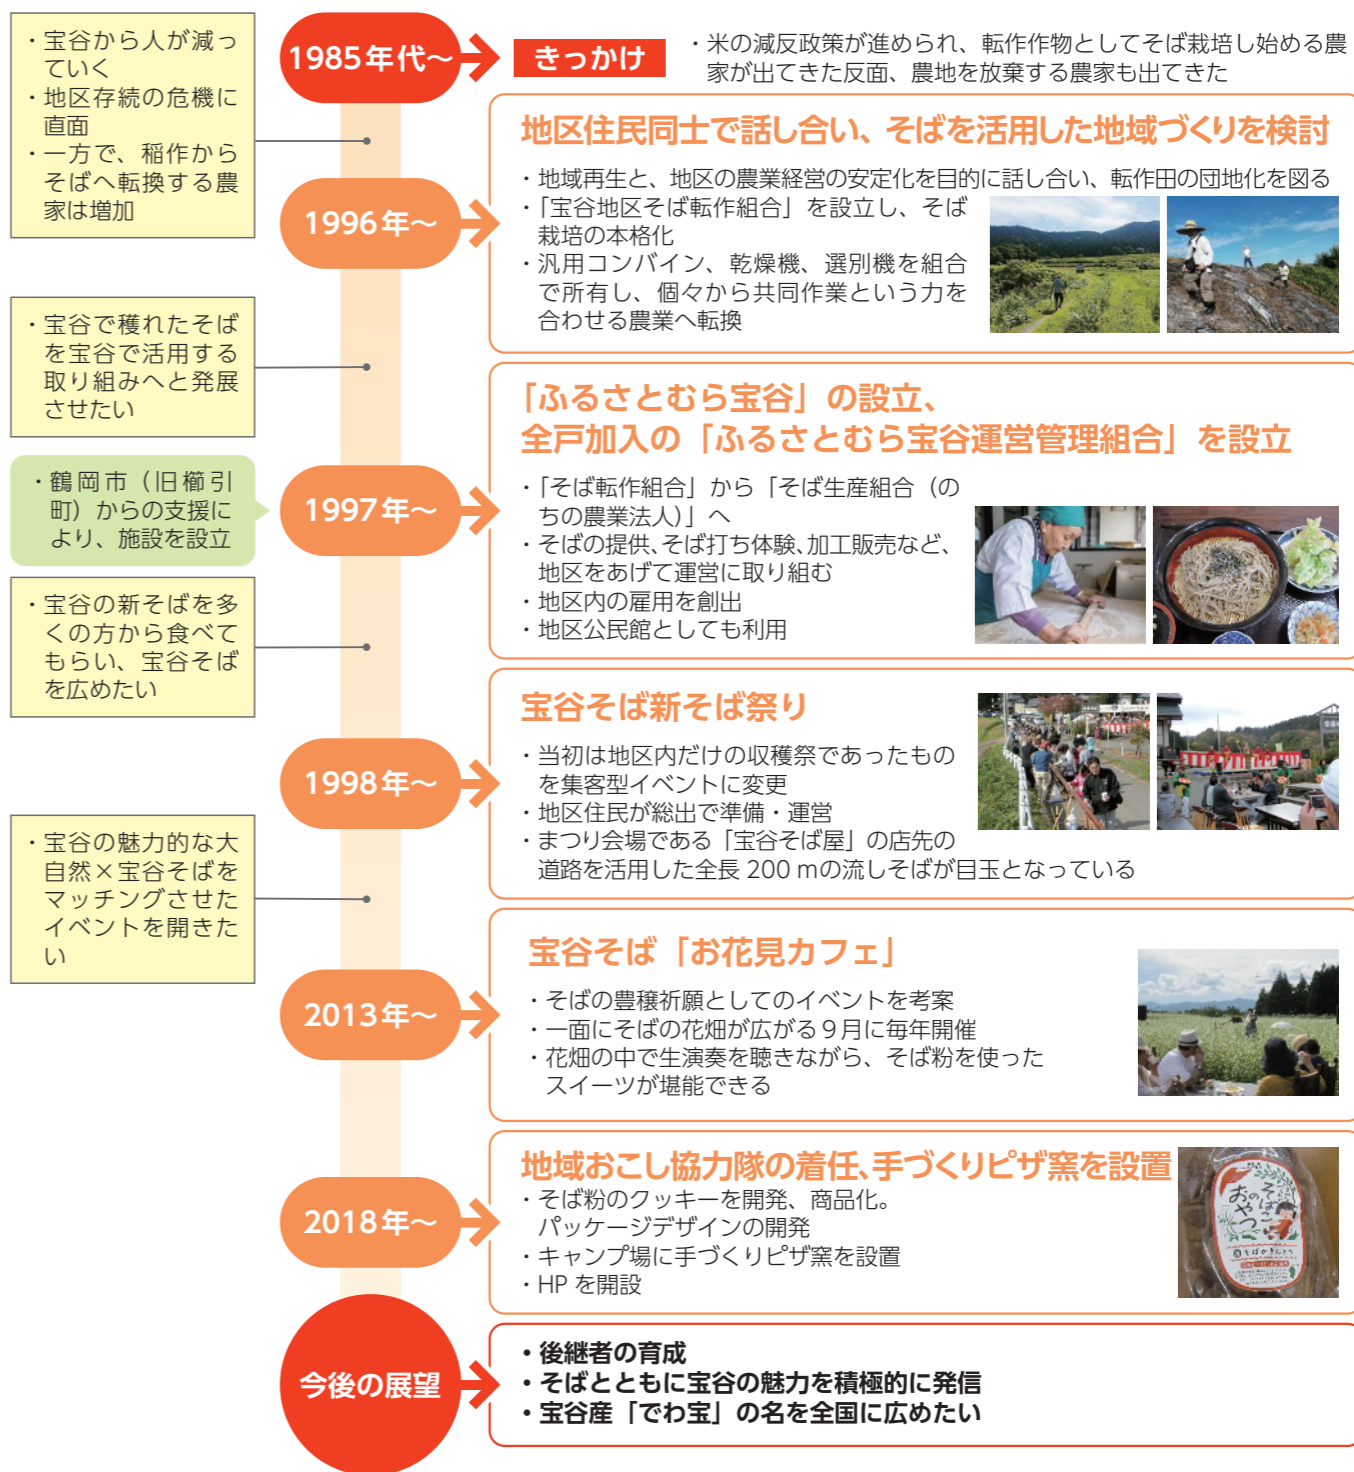 ・宝谷から人が減っ
ていく
・地区存続の危機に
直面
・一方で、稲作から
そばへ転換する農
家は増加
1985年代〜
きっかけ
・米の減反政策が進められ、転作作物としてそば栽培し始める農
家が出てきた反面、農地を放棄する農家も出てきた
1996年〜
地区住民同士で話し合い、そばを活用した地域づくりを検討
・地域再生と、地区の農業経営の安定化を目的に話し合い、転作田の団地化を図る
・「宝谷地区そば転作組合」を設立し、そば
栽培の本格化
・汎用コンバイン、乾燥機、選別機を組合
で所有し、個々から共同作業という力を
合わせる農業へ転換
・宝谷で穫れたそば
を宝谷で活用する
取り組みへと発展
させたい
・鶴岡市（旧櫛引
町）からの支援に
より、施設を設立
1997年〜
「ふるさとむら宝谷」の設立、
全戸加入の「ふるさとむら宝谷運営管理組合」を設立
・「そば転作組合」から「そば生産組合（の
ちの農業法人）」へ
・そばの提供、そば打ち体験、加工販売など、
地区をあげて運営に取り組む
・地区内の雇用を創出
・地区公民館としても利用
・宝谷の新そばを多
くの方から食べて
もらい、宝谷そば
を広めたい
1998年〜
宝谷そば新そば祭り
・当初は地区内だけの収穫祭であったもの
を集客型イベントに変更
・地区住民が総出で準備・運営
・まつり会場である「宝谷そば屋」の店先の
道路を活用した全長 200 mの流しそばが目玉となっている
・宝谷の魅力的な大
自然×宝谷そばを
マッチングさせた
イベントを開きた
い
2013年〜
宝谷そば「お花見カフェ」
・そばの豊穣祈願としてのイベントを考案
・一面にそばの花畑が広がる９月に毎年開催
・花畑の中で生演奏を聴きながら、そば粉を使った
スイーツが堪能できる
2018年〜
地域おこし協力隊の着任、手づくりピザ窯を設置
・そば粉のクッキーを開発、商品化。
パッケージデザインの開発
・キャンプ場に手づくりピザ窯を設置
・HP を開設
そばこ
のおやつ
そばかりんとう
今後の展望
・後継者の育成
・そばとともに宝谷の魅力を積極的に発信
・宝谷産「でわ宝」の名を全国に広めたい